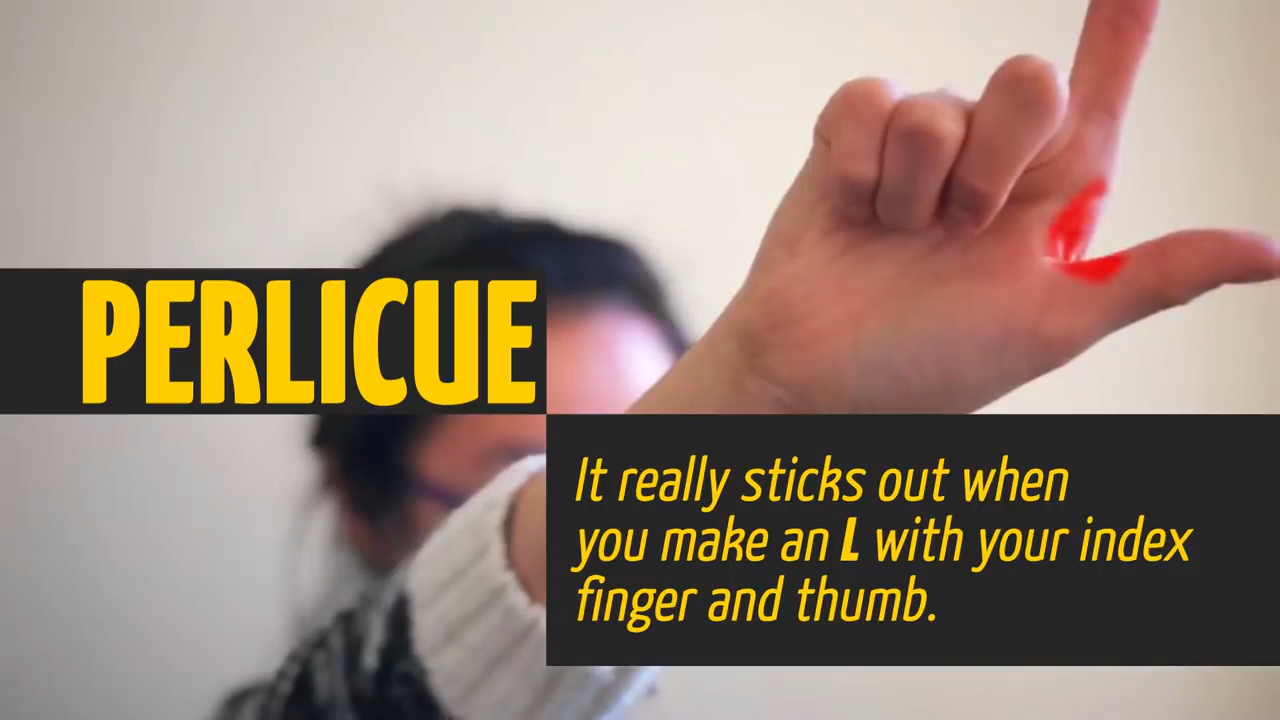 PERLICUE
It really sticks out when
you make an L with your index
finger and thumb.